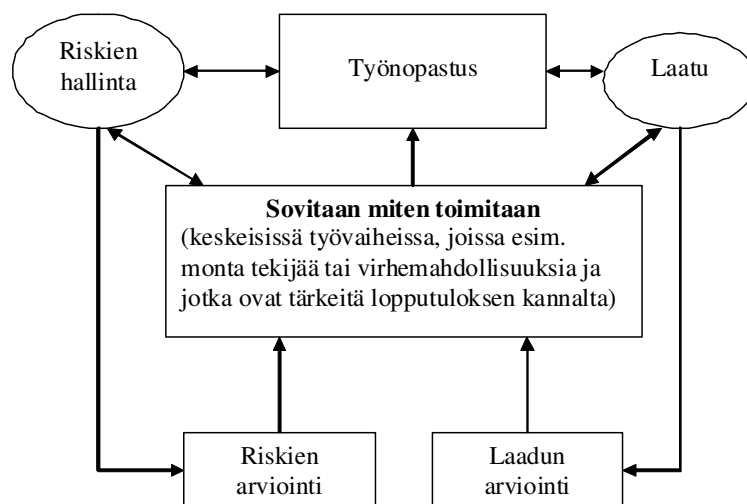 Riskien
hallinta
Työnopastus
Laatu
Sovitaan miten toimitaan
(keskeisissä työvaiheissa, joissa esim.
monta tekijää tai virhemahdollisuuksia ja
jotka ovat tärkeitä lopputuloksen kannalta)
Riskien
arviointi
Laadun
arviointi